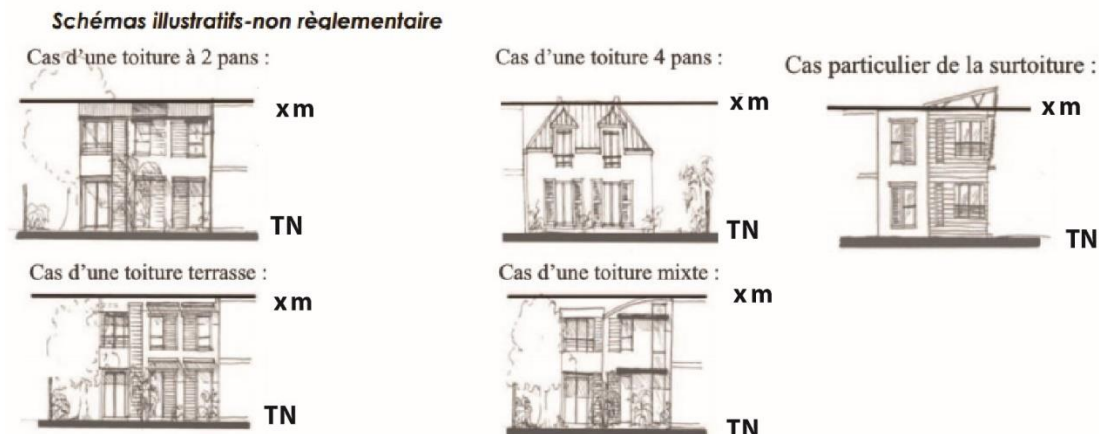 Schémas illustratifs-non règlementaire
Cas d'une toiture à 2 pans :
x m
TN
Cas d'une toiture 4 pans :
x m
TN
Cas particulier de la surtoiture :
x m
TN
Cas d'une toiture terrasse :
x m
TN
Cas d'une toiture mixte :
x m
TN